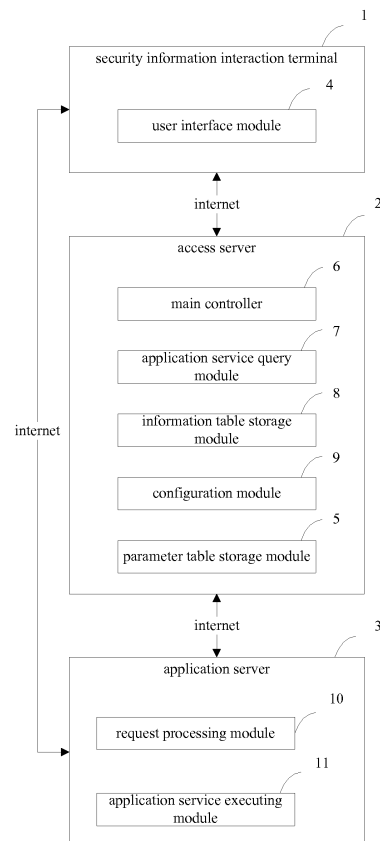 1
security information interaction terminal
4
user interface module
internet
2
access server
6
main controller
7
application service query
module
8
information table storage
module
internet
9
configuration module
5
parameter table storage module
internet
3
application server
10
request processing module
11
application service executing
module